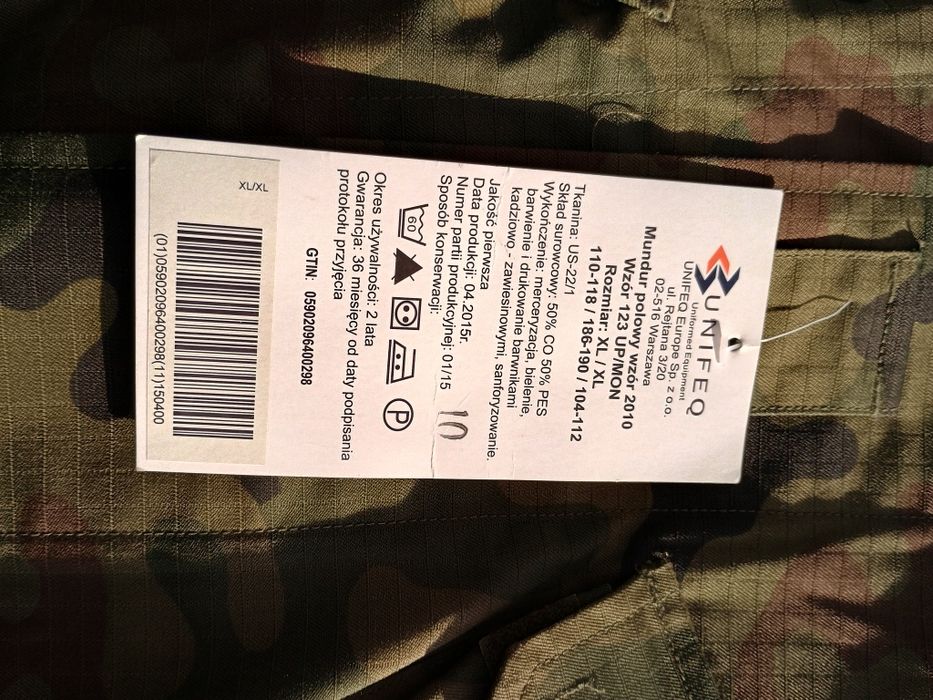 UNIFEQ
Uniformed Equipment
UNIFEQ Europe Sp. z o.o.
ul. Rejtana 3/20
02-516 Warszawa
Mundur polowy wzór 2010
Wzór 123 UP/MON
Rozmiar: XL / XL
110-118 / 186-190 / 104-112
Tkanina: US-22/1
Skład surowcowy: 50% CO 50% PES
Wykończenie: merceryzacja, bielenie,
barwienie i drukowanie barwnikami
kadziowo - zawiesinowymi, sanforyzowanie.
Jakość pierwsza
Data produkcji: 04.2015r.
Numer partii produkcyjnej: 01/15
10
Sposób konserwacji:
60
P
Okres używalności: 2 lata
Gwarancja: 36 miesięcy od daty podpisania
protokołu przyjęcia
GTIN: 05902096400298
XL/XL
(01)05902096400298(11)150400